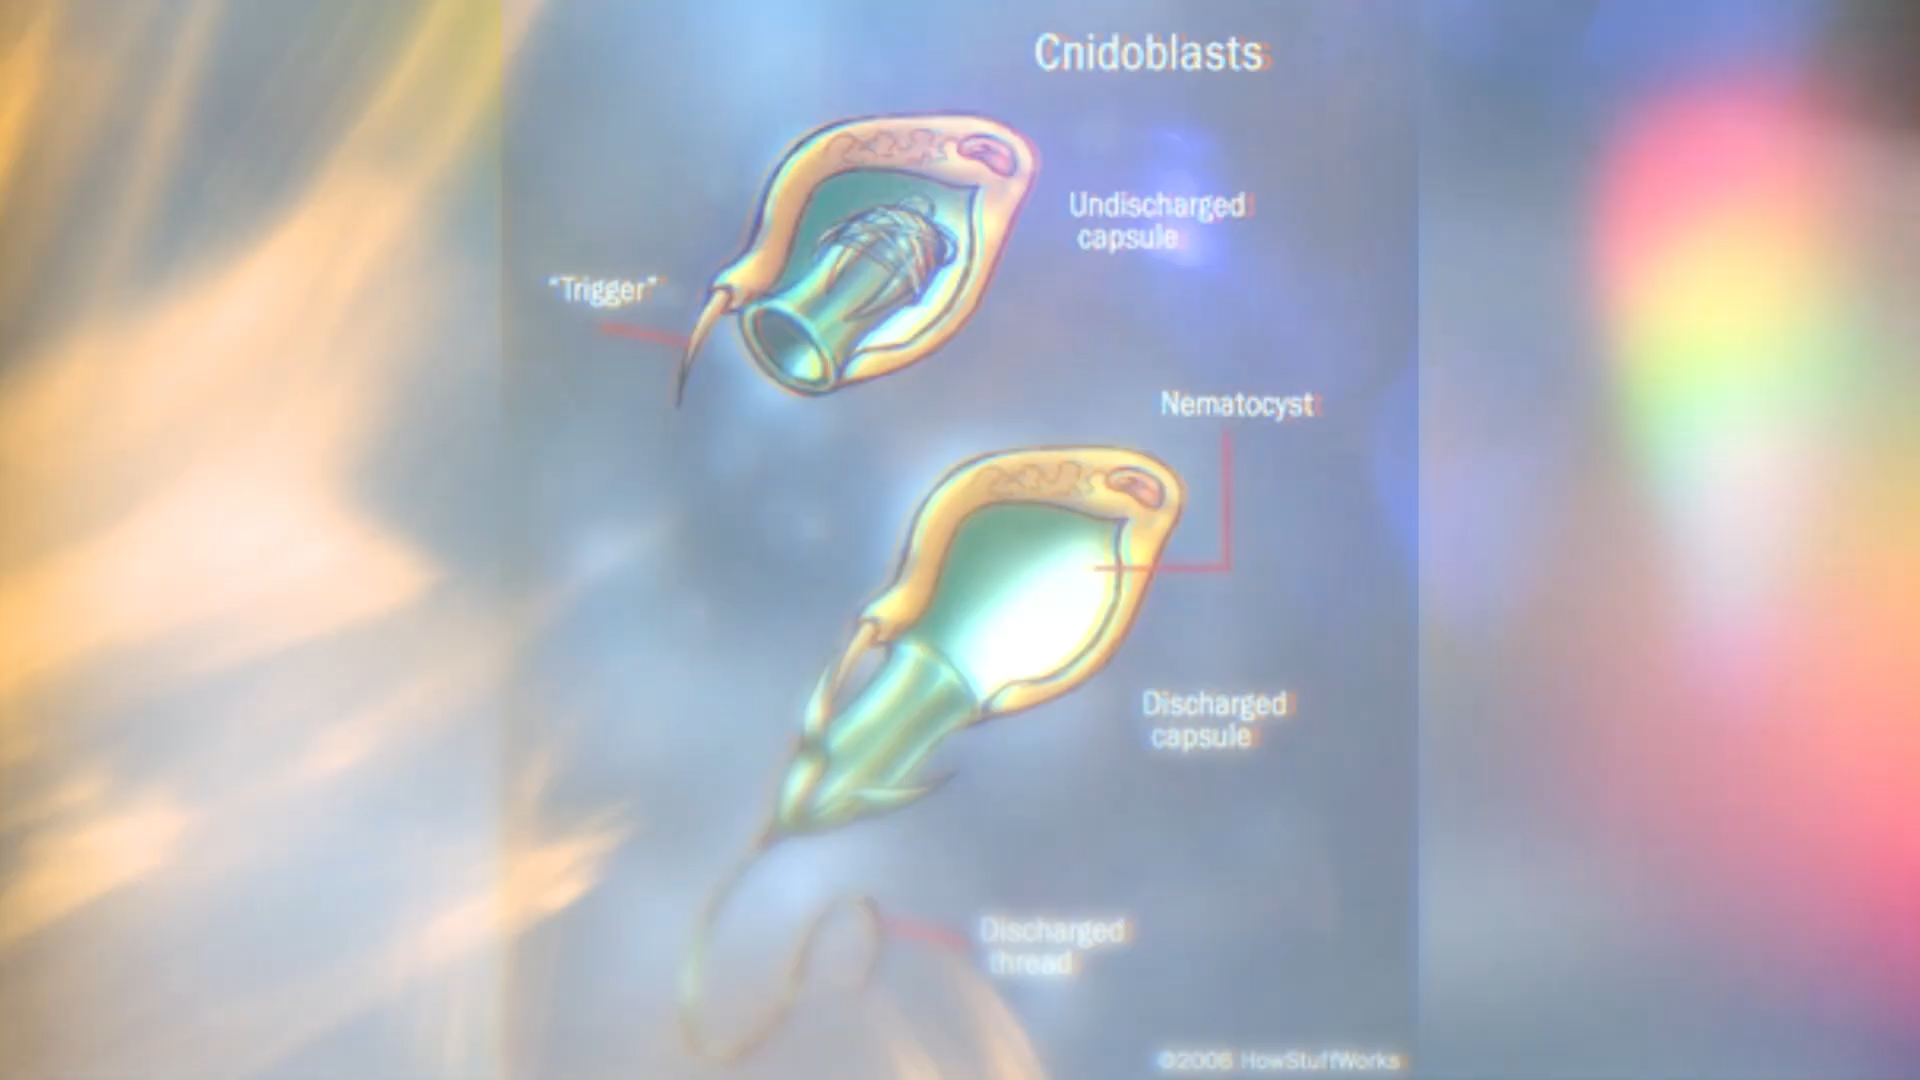 Cnidoblasts
Undischarged
capsule
“Trigger”
Nematocyst
Discharged
capsule
Discharged
thread
©2006 HowStuffWorks